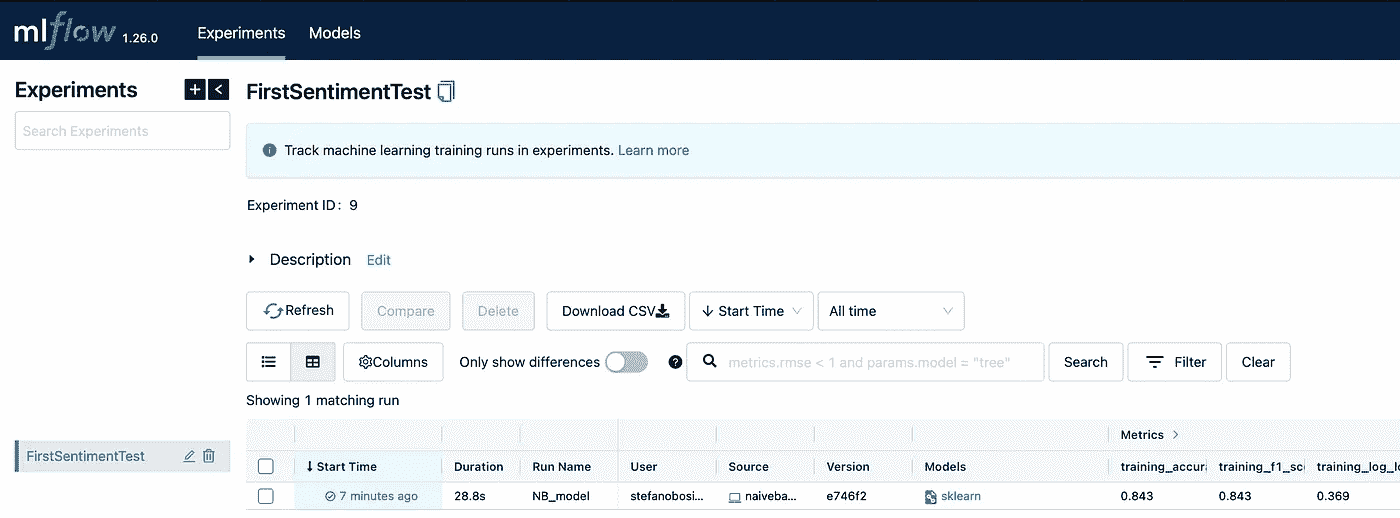 mlflow 1.26.0 Experiments Models
Experiments
FirstSentimentTest
Search Experiments
Track machine learning training runs in experiments. Learn more
Experiment ID: 9
Description Edit
Refresh Compare Delete Download CSV Start Time All time
Columns Only show differences metrics.rmse < 1 and params.model = "tree" Search Filter Clear
Showing 1 matching run
FirstSentimentTest
Metrics
Start Time Duration Run Name User Source Version Models training_accur training_f1_sc training_log_l
7 minutes ago 28.8s NB_model stefanobosi... naiveba... e746f2 sklearn 0.843 0.843 0.369